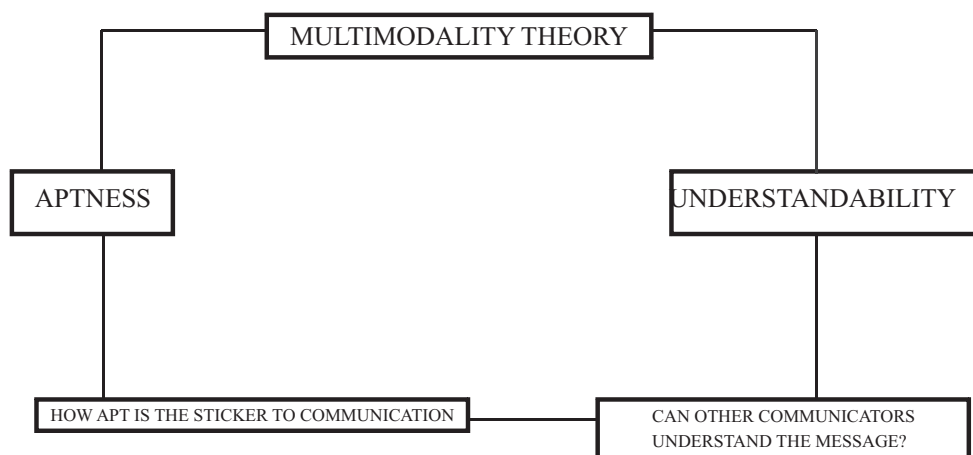 MULTIMODALITY THEORY
APTNESS
UNDERSTANDABILITY
HOW APT IS THE STICKER TO COMMUNICATION
CAN OTHER COMMUNICATORS
UNDERSTAND THE MESSAGE?